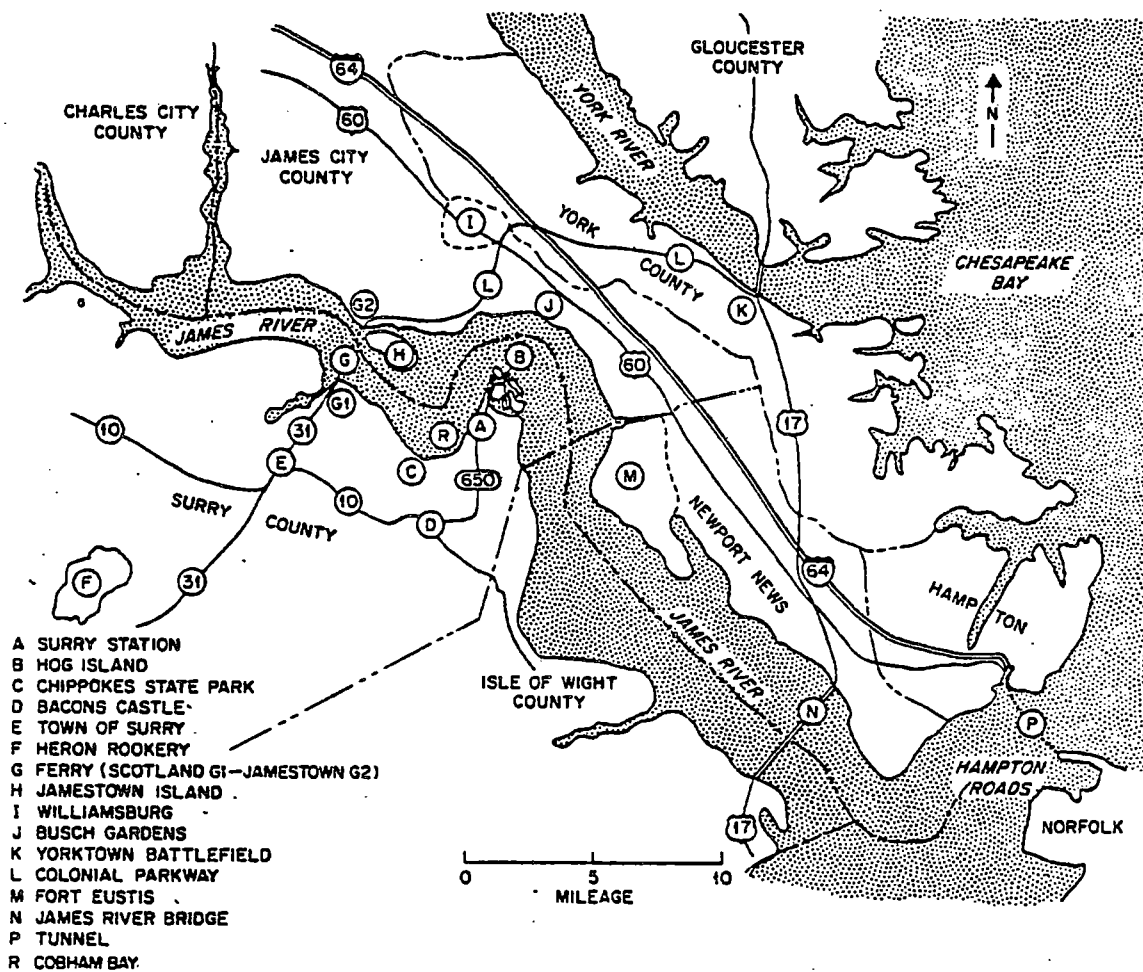 GLOUCESTER
COUNTY
N
64
YORK RIVER
CHARLES CITY
COUNTY
60
JAMES CITY
COUNTY
I
YORK
COUNTY
L
L
CHESAPEAKE
BAY
G2
J
K
JAMES RIVER
H
G
B
60
G1
17
10
31
R
A
E
C
650
M
SURRY
COUNTY
10
D
NEWPORT NEWS
F
31
64
HAMPTON
JAMES RIVER
ISLE OF WIGHT
COUNTY
N
P
HAMPTON
ROADS
17
NORFOLK
0 5 10
MILEAGE
A SURRY STATION
B HOG ISLAND
C CHIPPOKES STATE PARK
D BACONS CASTLE
E TOWN OF SURRY
F HERON ROOKERY
G FERRY (SCOTLAND G1-JAMESTOWN G2)
H JAMESTOWN ISLAND
I WILLIAMSBURG
J BUSCH GARDENS
K YORKTOWN BATTLEFIELD
L COLONIAL PARKWAY
M FORT EUSTIS
N JAMES RIVER BRIDGE
P TUNNEL
R COBHAM BAY